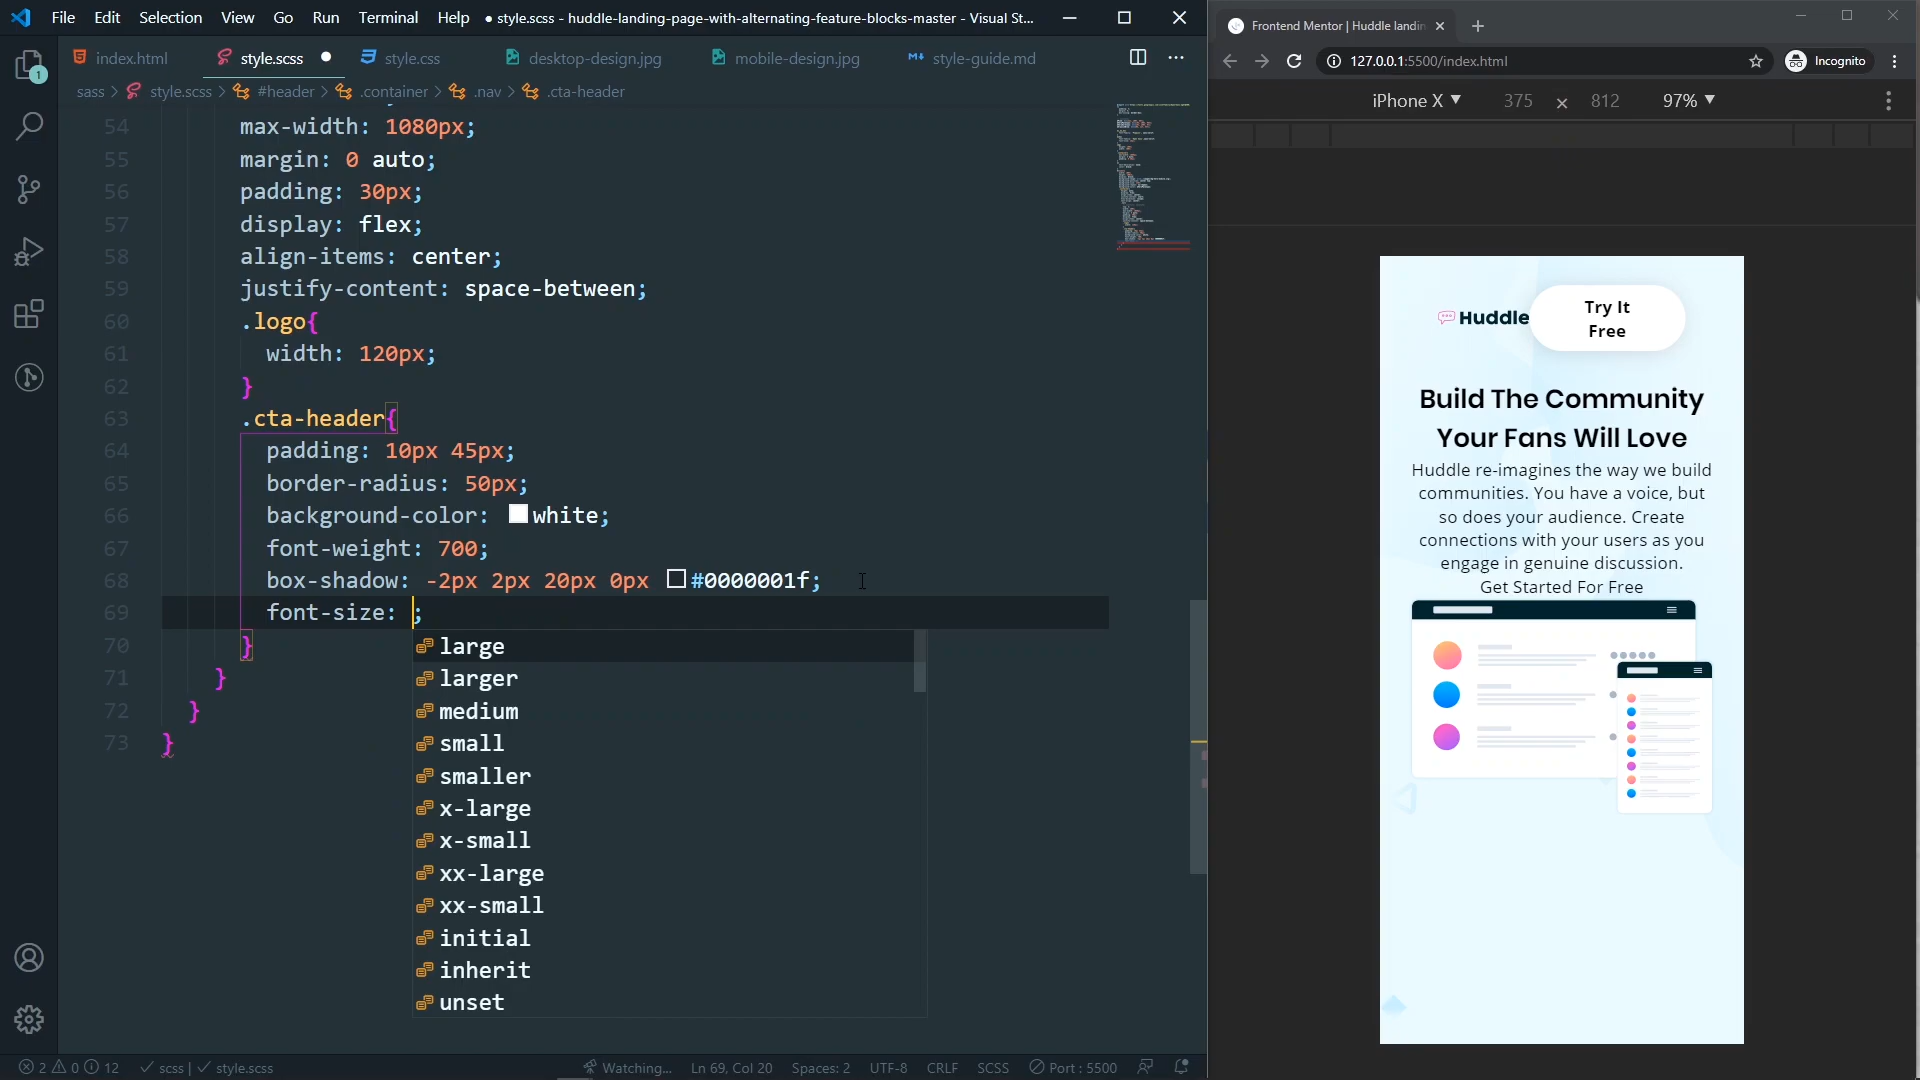 File Edit Selection View Go Run Terminal Help ● style.scss - huddle-landing-page-with-alternating-feature-blocks-master - Visual St...
index.html style.scss style.css desktop-design.jpg mobile-design.jpg style-guide.md
sass > style.scss > #header > .container > .nav > .cta-header
54 max-width: 1080px;
55 margin: 0 auto;
56 padding: 30px;
57 display: flex;
58 align-items: center;
59 justify-content: space-between;
60 .logo{
61 width: 120px;
62 }
63 .cta-header{
64 padding: 10px 45px;
65 border-radius: 50px;
66 background-color: white;
67 font-weight: 700;
68 box-shadow: -2px 2px 20px 0px #0000001f;
69 font-size: ;
70 }
71 }
72 }
73 }
large
larger
medium
small
smaller
x-large
x-small
xx-large
xx-small
initial
inherit
unset
1
2 0 12 scss | style.scss Watching... Ln 69, Col 20 Spaces: 2 UTF-8 CRLF SCSS Port : 5500
Frontend Mentor | Huddle landin
127.0.0.1:5500/index.html Incognito
iPhone X 375 x 812 97%
Huddle
Try It
Free
Build The Community
Your Fans Will Love
Huddle re-imagines the way we build
communities. You have a voice, but
so does your audience. Create
connections with your users as you
engage in genuine discussion.
Get Started For Free